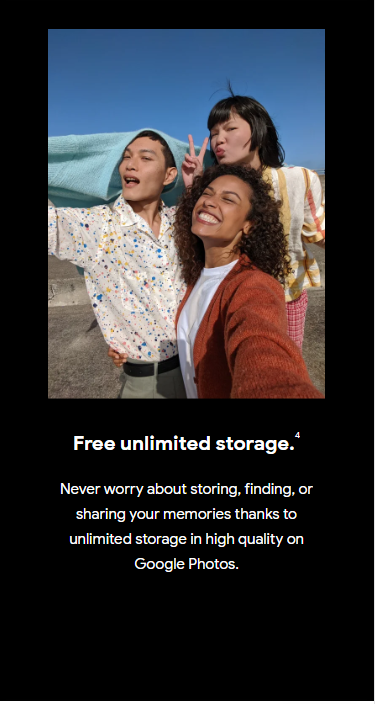 Free unlimited storage.4
Never worry about storing, finding, or
sharing your memories thanks to
unlimited storage in high quality on
Google Photos.